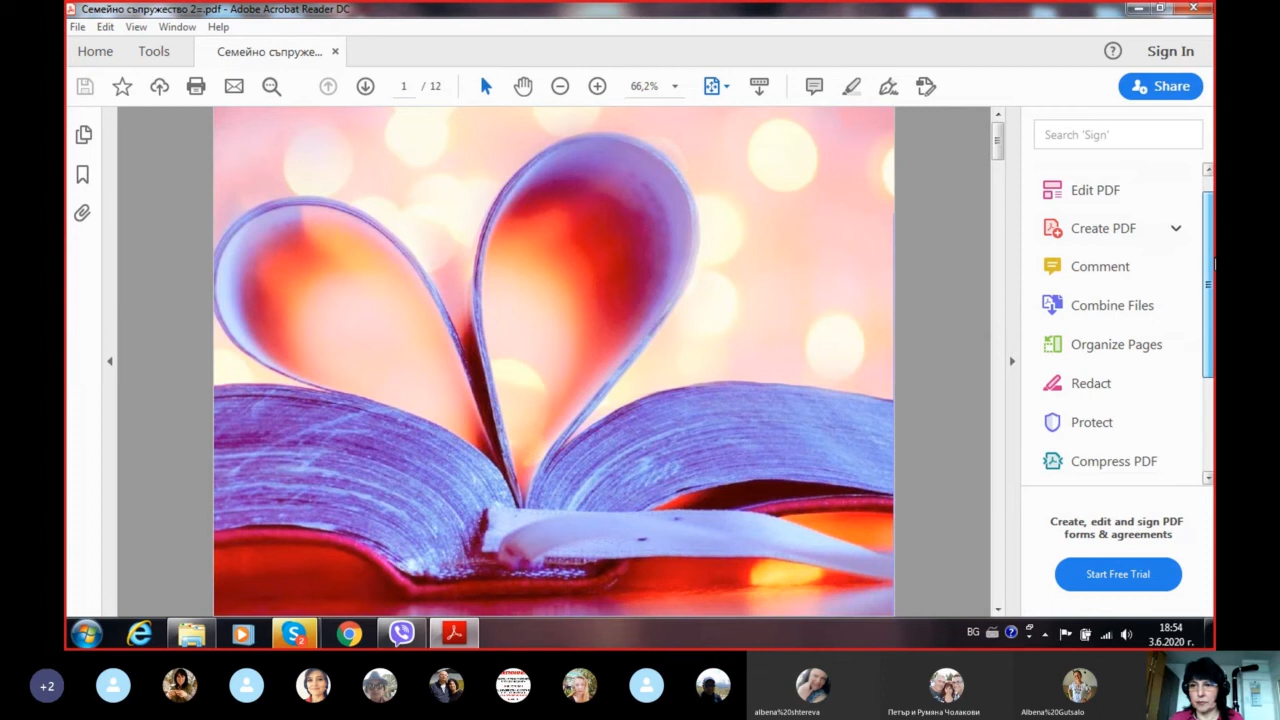 Семейно съпружество 2=.pdf - Adobe Acrobat Reader DC
File Edit View Window Help
Home Tools Семейно съпруже... ×
Sign In
1 / 12 66,2% Share
Search 'Sign'
Edit PDF
Create PDF
Comment
Combine Files
Organize Pages
Redact
Protect
Compress PDF
Create, edit and sign PDF
forms & agreements
Start Free Trial
BG 18:54
3.6.2020 г.
+2
albena%20shtereva Петър и Румяна Чолакови Albena%20Gutsalo